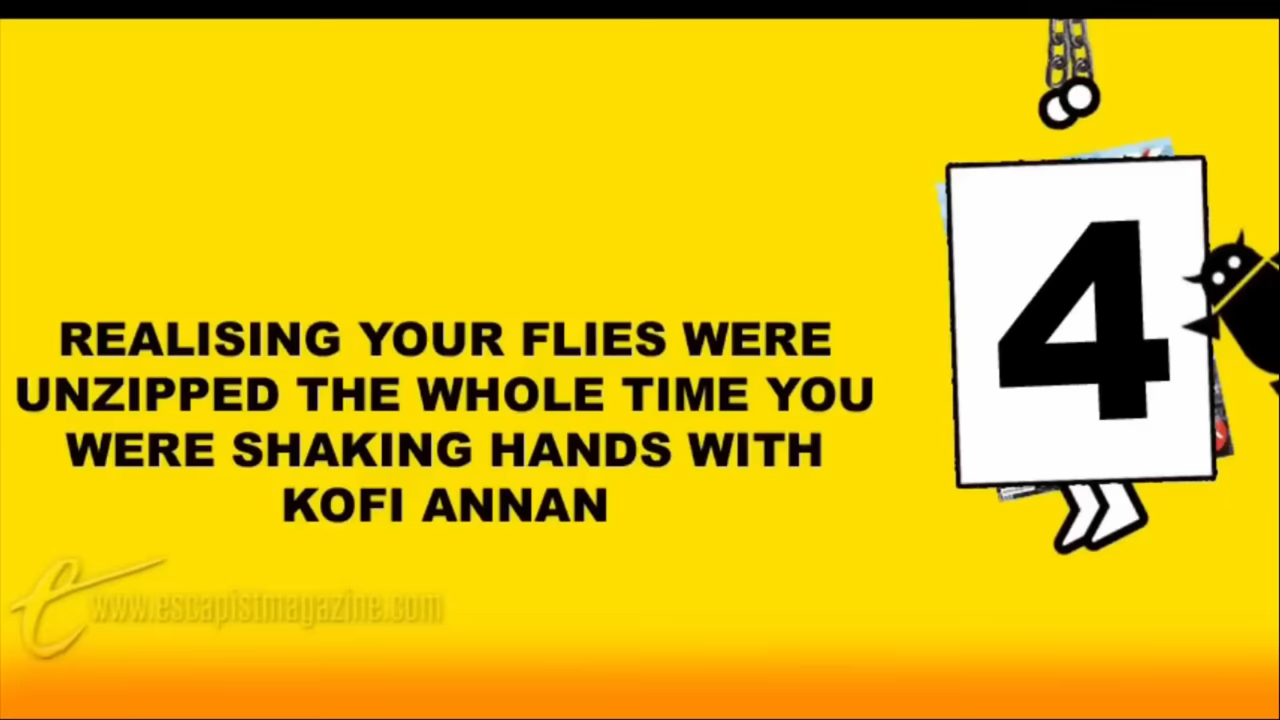 4
REALISING YOUR FLIES WERE
UNZIPPED THE WHOLE TIME YOU
WERE SHAKING HANDS WITH
KOFI ANNAN
www.escapistmagazine.com